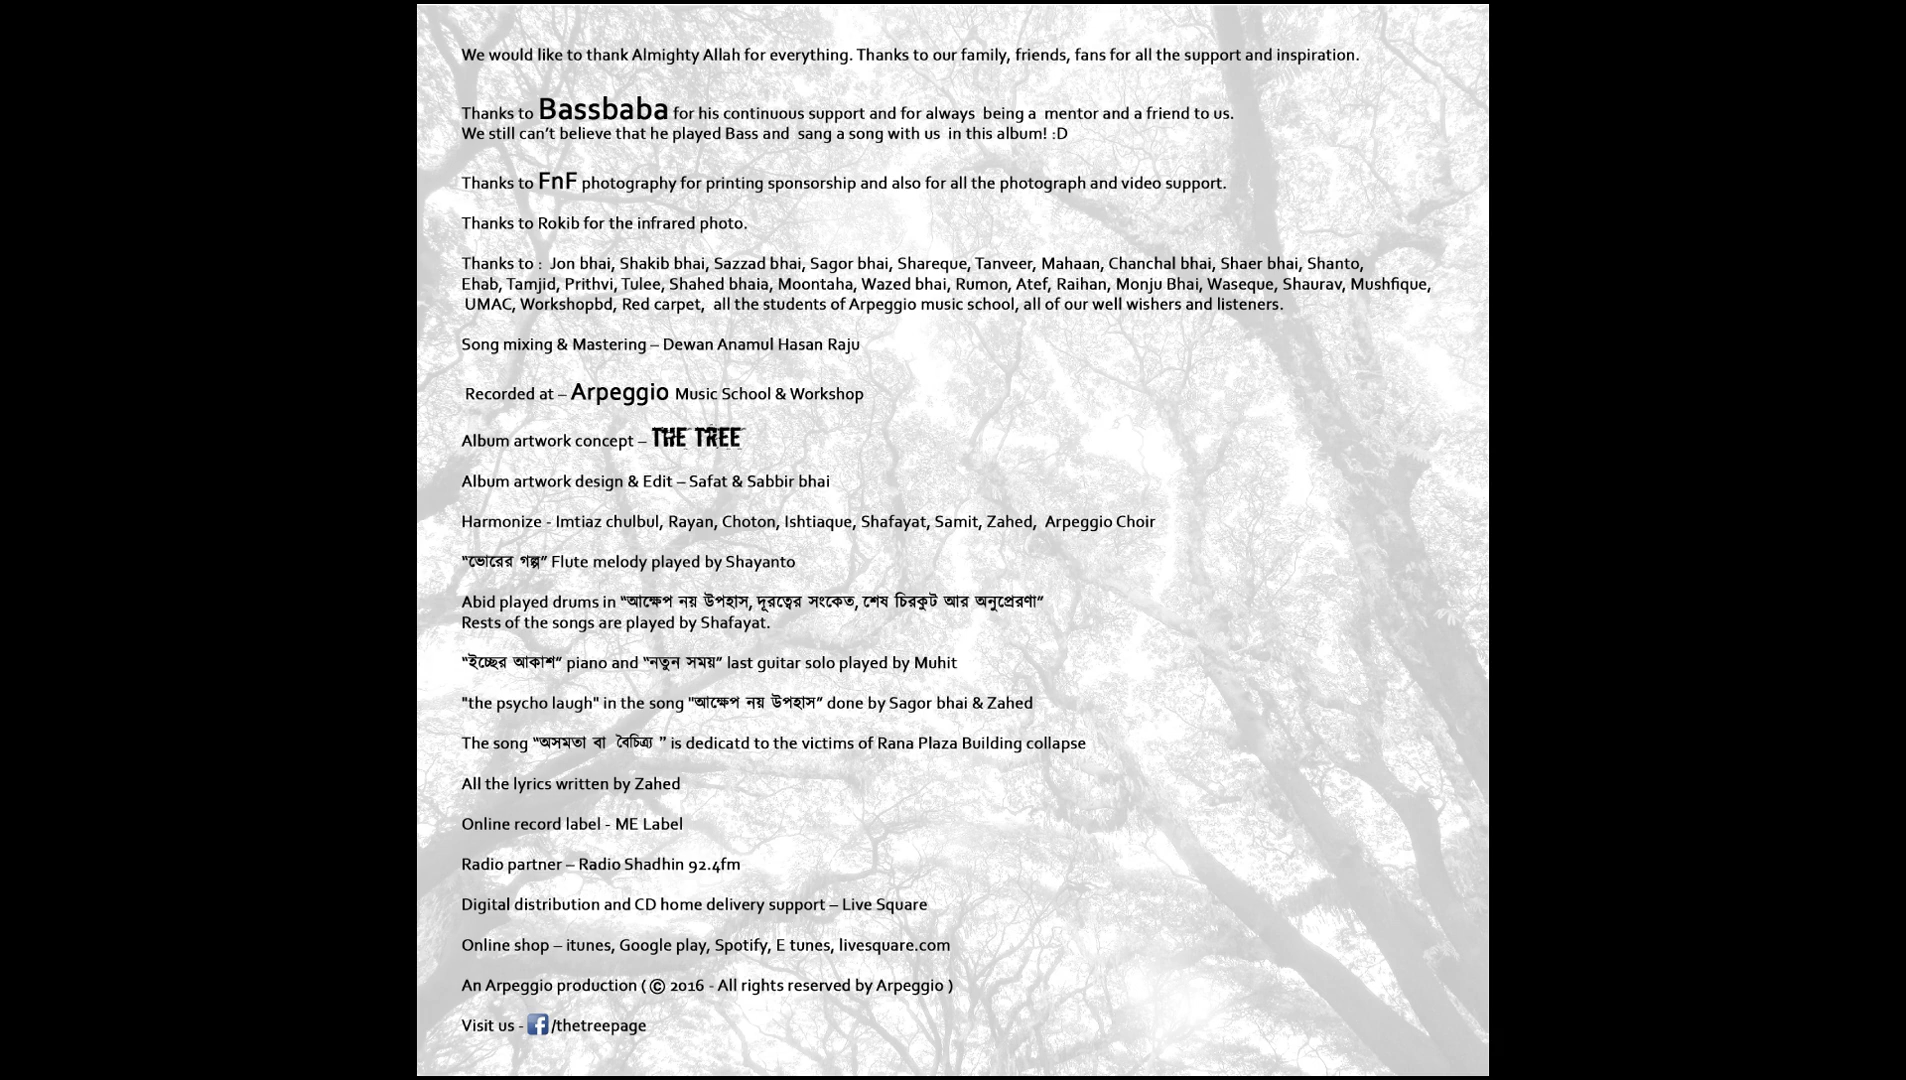 We would like to thank Almighty Allah for everything. Thanks to our family, friends, fans for all the support and inspiration.
Thanks to Bassbaba for his continuous support and for always being a mentor and a friend to us.
We still can’t believe that he played Bass and sang a song with us in this album! :D
Thanks to FnF photography for printing sponsorship and also for all the photograph and video support.
Thanks to Rokib for the infrared photo.
Thanks to : Jon bhai, Shakib bhai, Sazzad bhai, Sagor bhai, Shareque, Tanveer, Mahaan, Chanchal bhai, Shaer bhai, Shanto,
Ehab, Tamjid, Prithvi, Tulee, Shahed bhaia, Moontaha, Wazed bhai, Rumon, Atef, Raihan, Monju Bhai, Waseque, Shaurav, Mushfique,
UMAC, Workshopbd, Red carpet, all the students of Arpeggio music school, all of our well wishers and listeners.
Song mixing & Mastering – Dewan Anamul Hasan Raju
Recorded at – Arpeggio Music School & Workshop
Album artwork concept – THE TREE
Album artwork design & Edit – Safat & Sabbir bhai
Harmonize - Imtiaz chulbul, Rayan, Choton, Ishtiaque, Shafayat, Samit, Zahed, Arpeggio Choir
“ভোরের গল্প” Flute melody played by Shayanto
Abid played drums in “আক্ষেপ নয় উপহাস, দূরত্বের সংকেত, শেষ চিরকুট আর অনুপ্রেরণা”
Rests of the songs are played by Shafayat.
“ইচ্ছের আকাশ” piano and “নতুন সময়” last guitar solo played by Muhit
"the psycho laugh" in the song "আক্ষেপ নয় উপহাস” done by Sagor bhai & Zahed
The song “অসমতা বা বৈচিত্র্য ” is dedicatd to the victims of Rana Plaza Building collapse
All the lyrics written by Zahed
Online record label - ME Label
Radio partner – Radio Shadhin 92.4fm
Digital distribution and CD home delivery support – Live Square
Online shop – itunes, Google play, Spotify, E tunes, livesquare.com
An Arpeggio production ( © 2016 - All rights reserved by Arpeggio )
Visit us - f /thetreepage